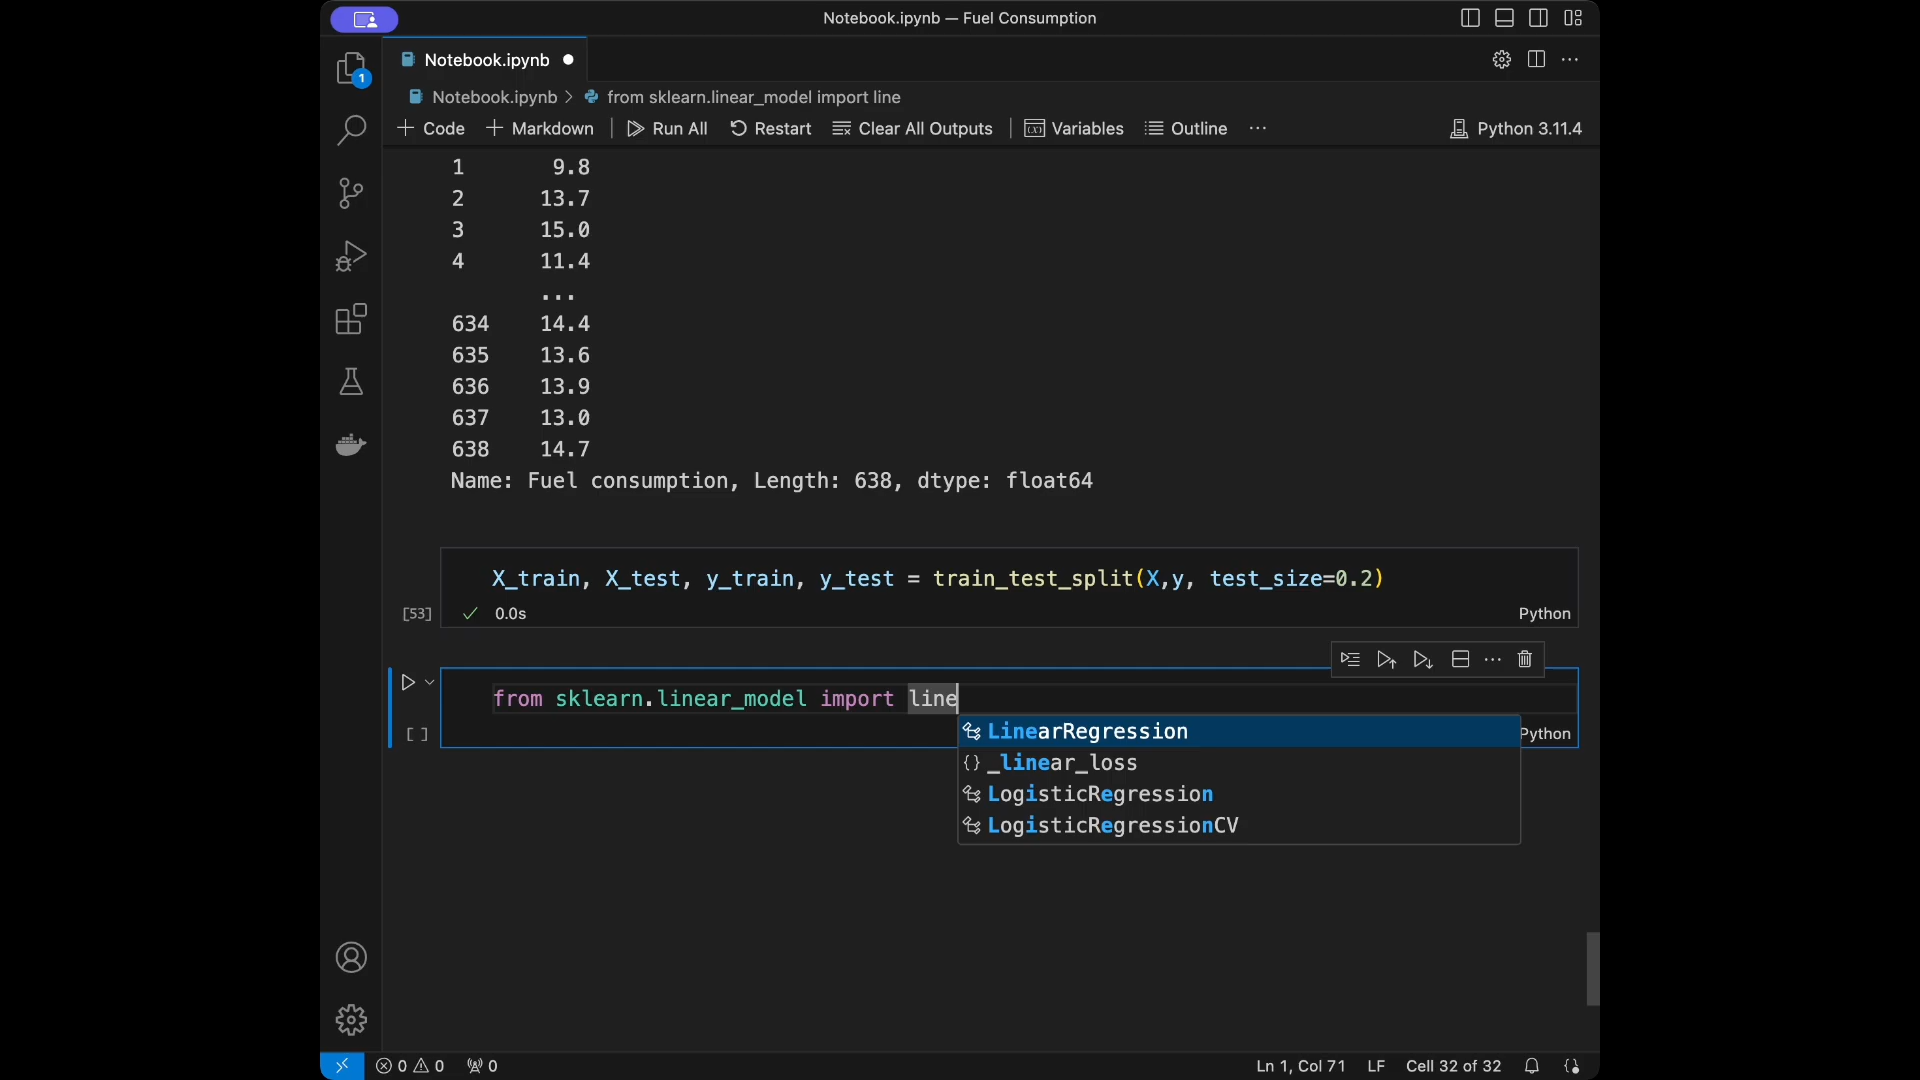 Notebook.ipynb — Fuel Consumption
1
Notebook.ipynb
Notebook.ipynb > from sklearn.linear_model import line
Code Markdown Run All Restart Clear All Outputs Variables Outline ... Python 3.11.4
1 9.8
2 13.7
3 15.0
4 11.4
...
634 14.4
635 13.6
636 13.9
637 13.0
638 14.7
Name: Fuel consumption, Length: 638, dtype: float64
X_train, X_test, y_train, y_test = train_test_split(X,y, test_size=0.2)
[53] 0.0s Python
from sklearn.linear_model import line
[ ] Python
LinearRegression
{} _linear_loss
LogisticRegression
LogisticRegressionCV
0 0 0 Ln 1, Col 71 LF Cell 32 of 32